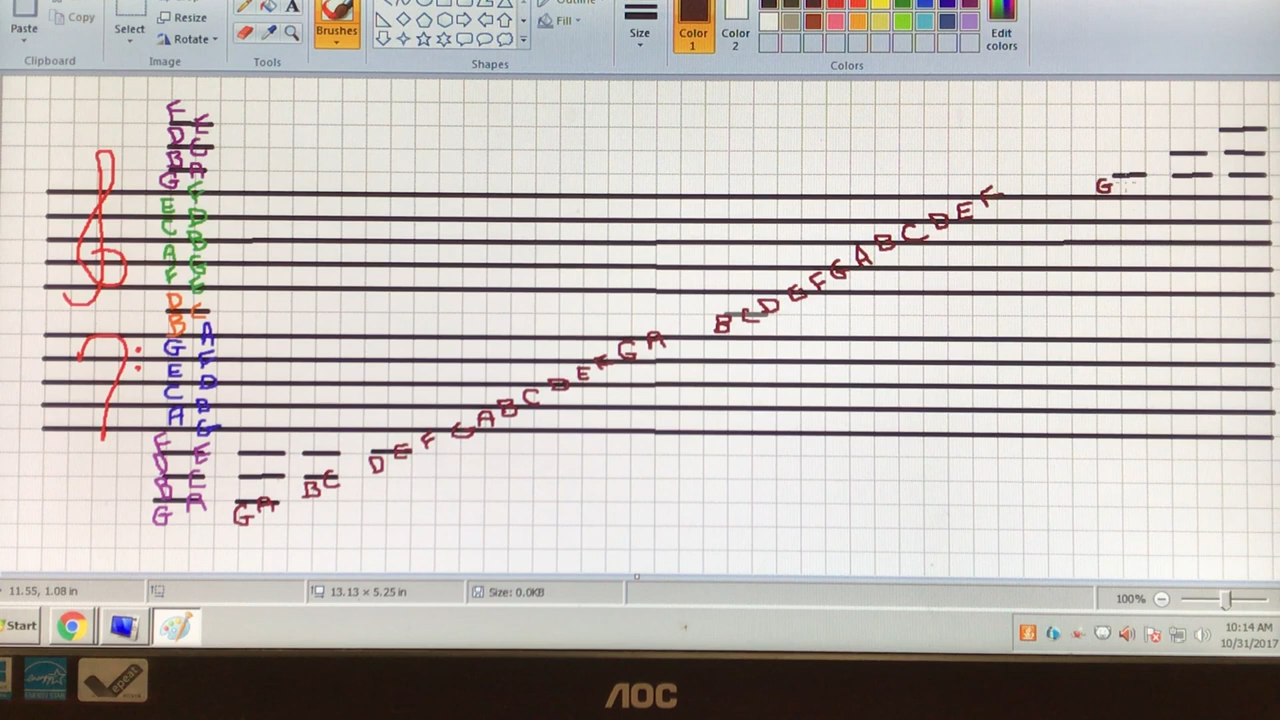 Paste
Copy
Select
Resize
Rotate
A
Brushes
Size
Color
1
Color
2
Edit
colors
Outline
Fill
Clipboard
Image
Tools
Shapes
Colors
F
E
D
C
B
A
G
F
E
D
C
B
A
G
F
E
D
C
B
A
G
F
E
D
C
B
A
G
F
E
D
C
B
A
G
G A
B C
D E F
G A B C D E F G A
B C D E F G A B C D E F
G
11.55, 1.08 in
13.13 × 5.25 in
Size: 0.0KB
100%
Start
10:14 AM
10/31/2017
epeat
AOC